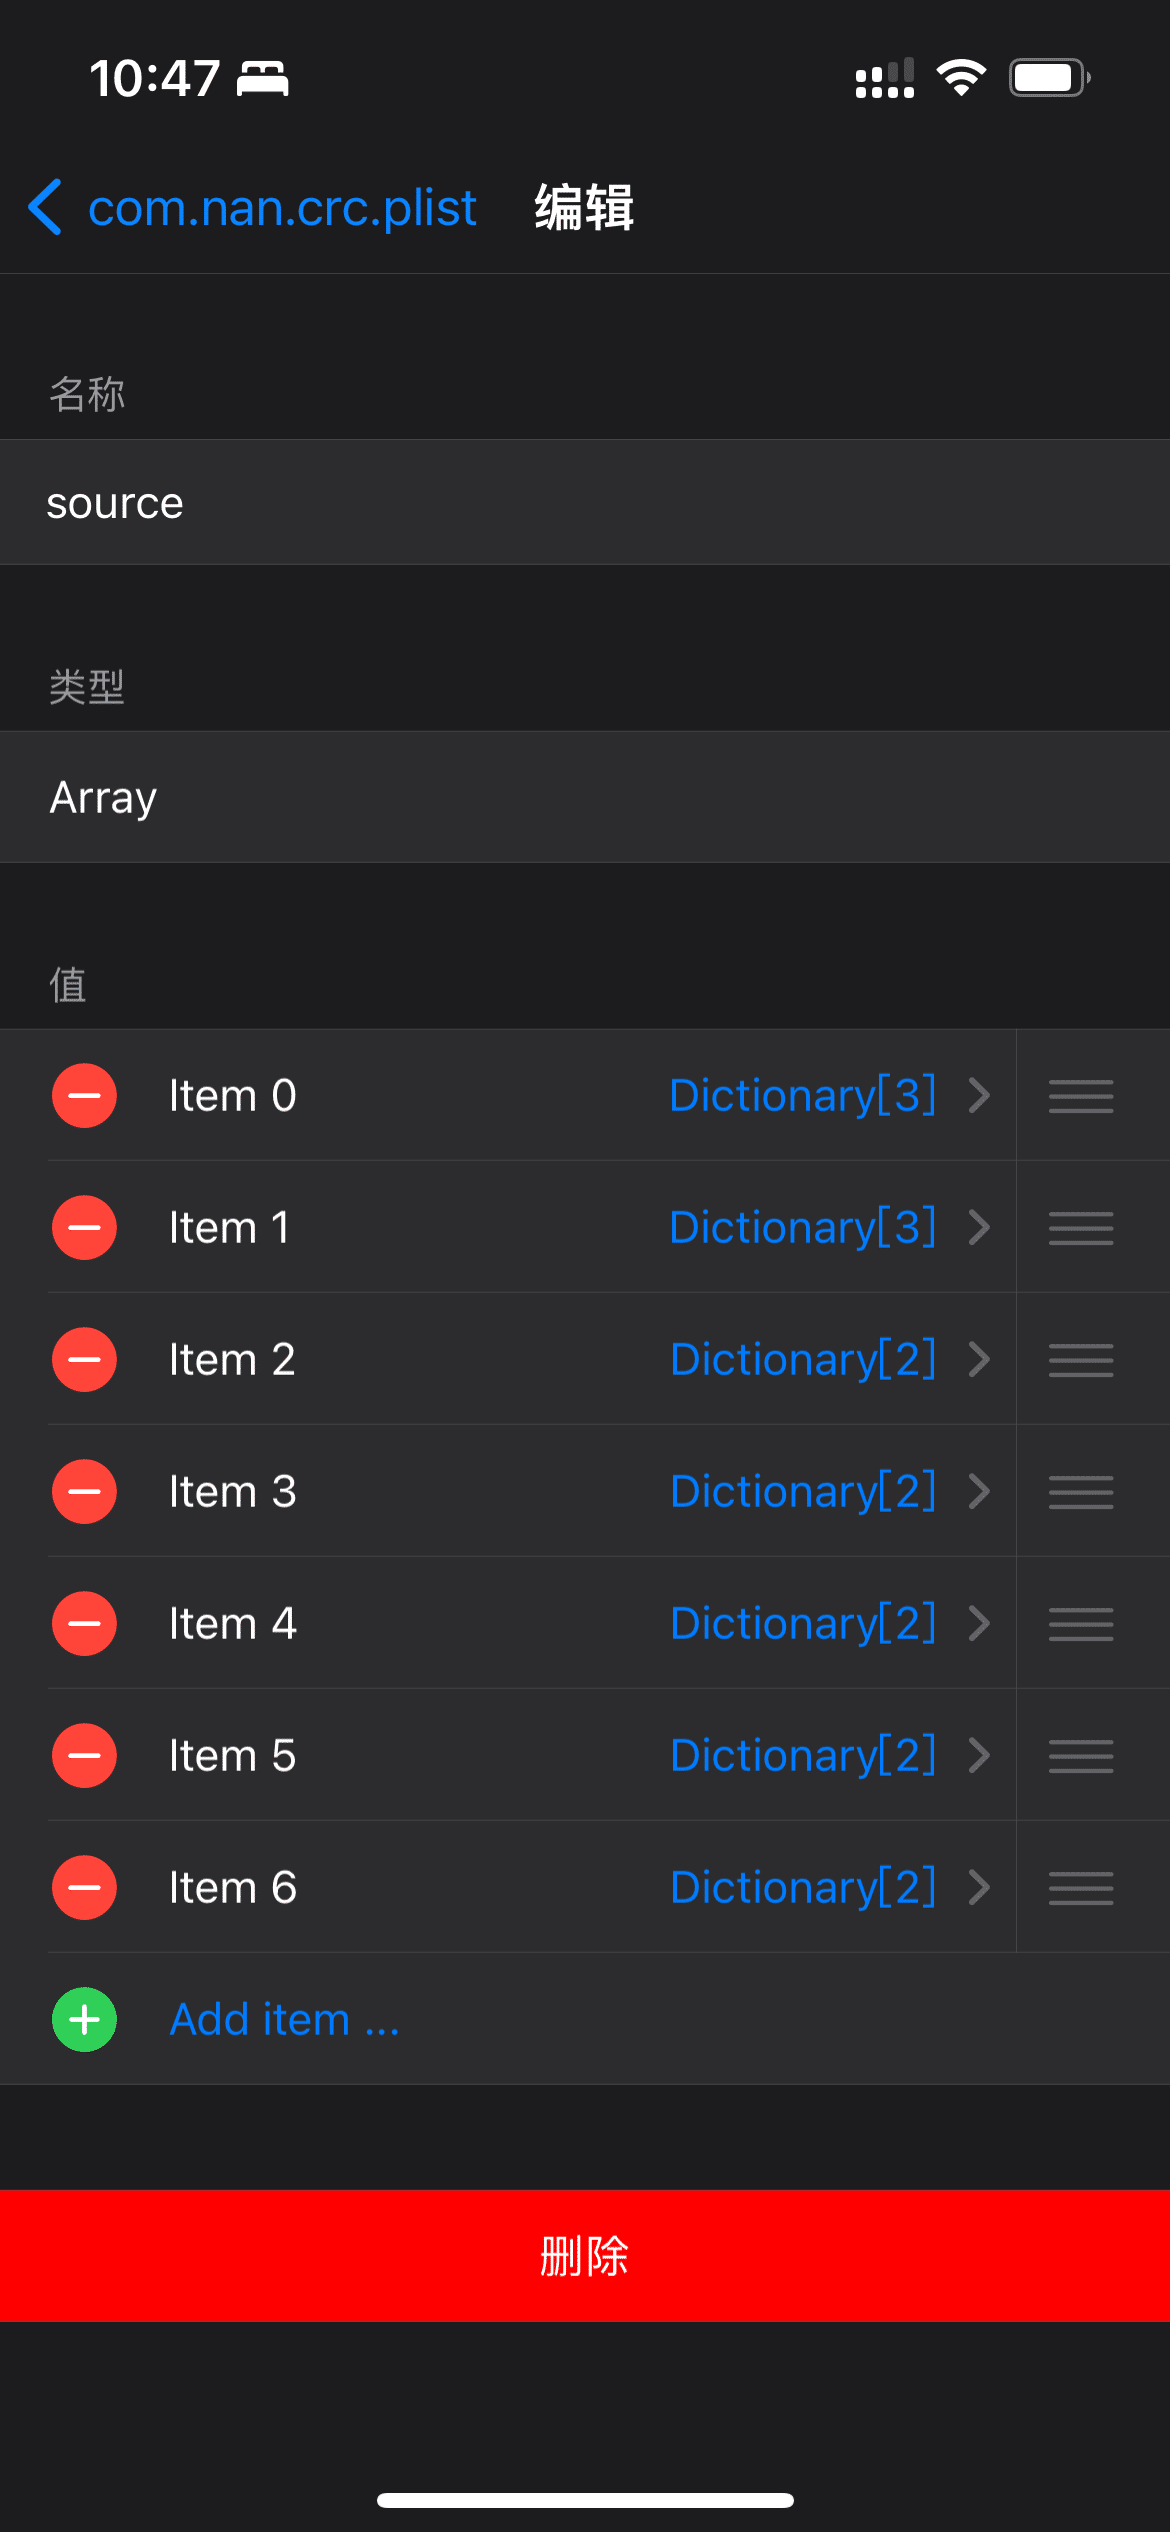 10:47
com.nan.crc.plist 编辑
名称
source
类型
Array
值
Item 0 Dictionary[3]
Item 1 Dictionary[3]
Item 2 Dictionary[2]
Item 3 Dictionary[2]
Item 4 Dictionary[2]
Item 5 Dictionary[2]
Item 6 Dictionary[2]
Add item ...
删除